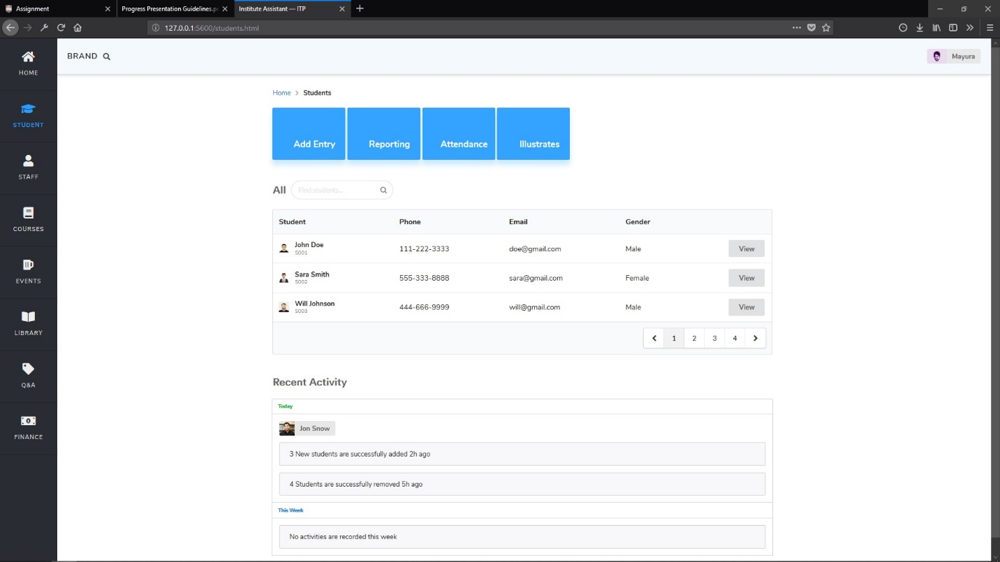 Assignment
Progress Presentation Guidelines.p
Institute Assistant — ITP
127.0.0.1:5600/students.html
BRAND
Mayura
HOME
STUDENT
STAFF
COURSES
EVENTS
LIBRARY
Q&A
FINANCE
Home > Students
Add Entry Reporting Attendance Illustrates
All Find students...
Student Phone Email Gender
John Doe 111-222-3333 doe@gmail.com Male View
S001
Sara Smith 555-333-8888 sara@gmail.com Female View
S002
Will Johnson 444-666-9999 will@gmail.com Male View
S003
1 2 3 4
Recent Activity
Today
Jon Snow
3 New students are successfully added 2h ago
4 Students are successfully removed 5h ago
This Week
No activities are recorded this week